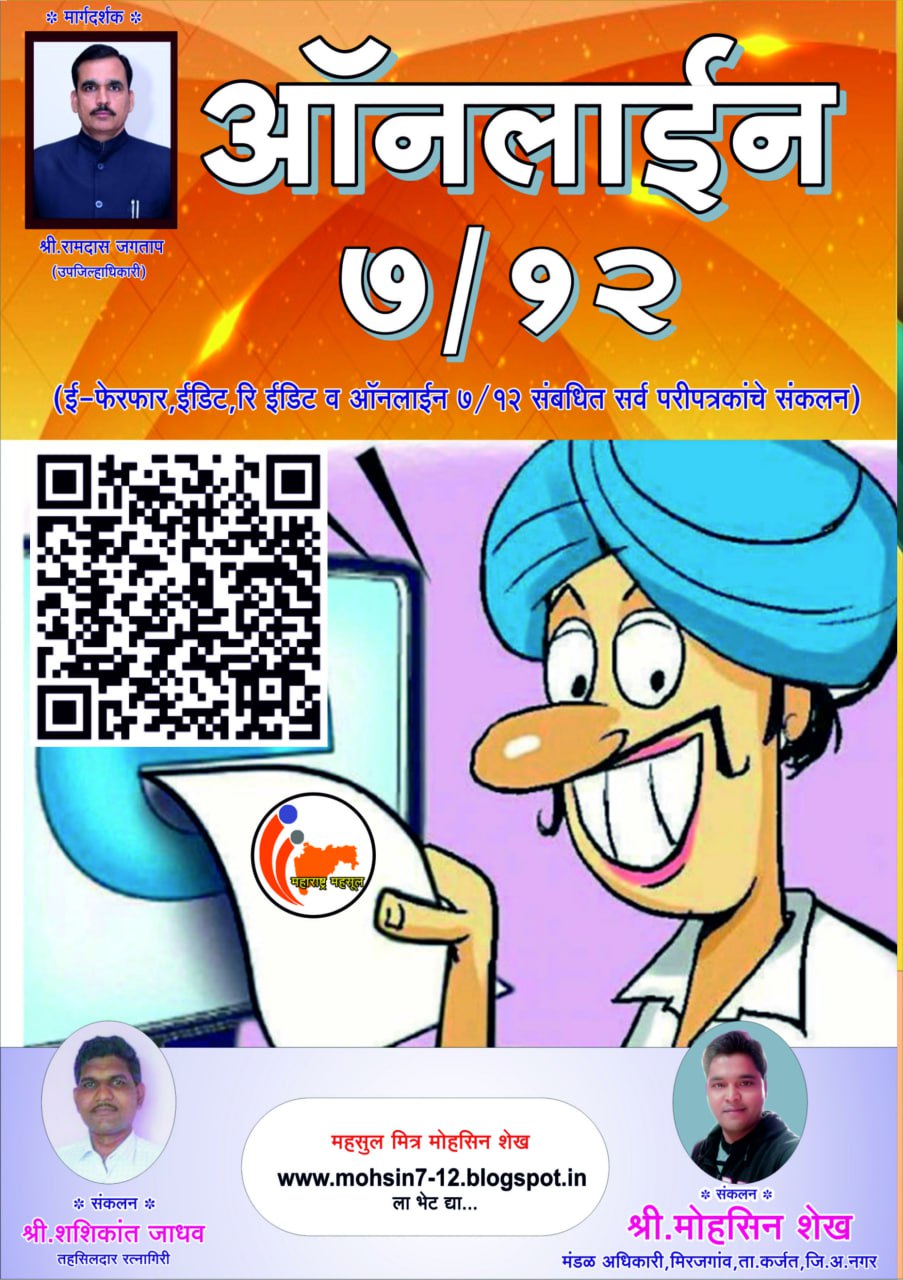 * मार्गदर्शक *
श्री.रामदास जगताप
(उपजिल्हाधिकारी)
ऑनलाईन
७/१२
(ई-फेरफार,ईडिट,रि ईडिट व ऑनलाईन ७/१२ संबधित सर्व परीपत्रकांचे संकलन)
महाराष्ट्र महसूल
* संकलन *
श्री.शशिकांत जाधव
तहसिलदार रत्नागिरी
महसुल मित्र मोहसिन शेख
www.mohsin7-12.blogspot.in
ला भेट द्या...
* संकलन *
श्री.मोहसिन शेख
मंडळ अधिकारी,मिरजगांव,ता.कर्जत,जि.अ.नगर